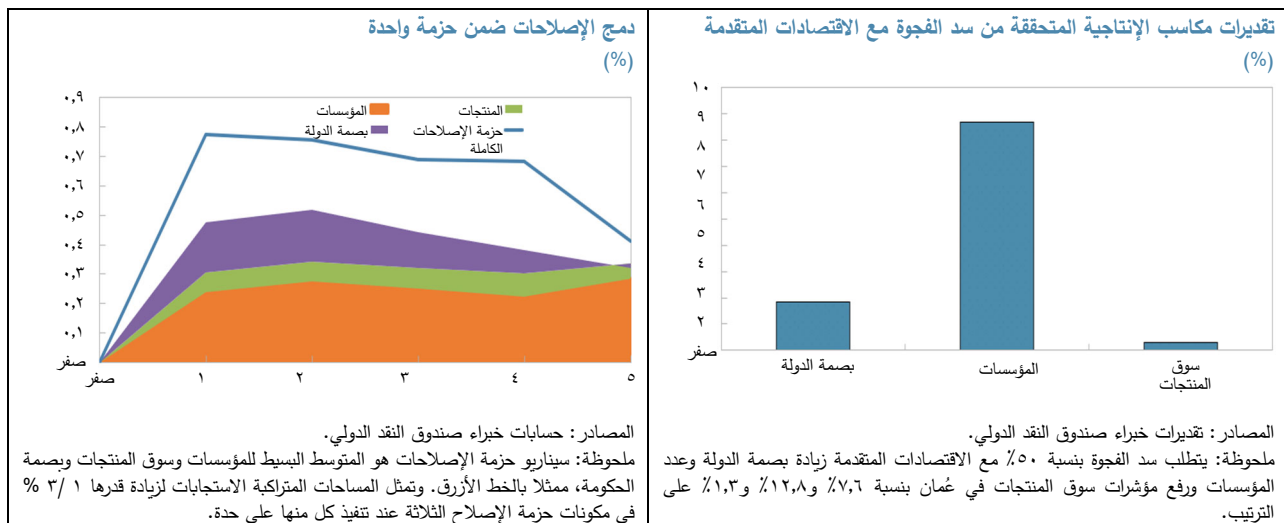 تقديرات مكاسب الإنتاجية المتحققة من سد الفجوة مع الاقتصادات المتقدمة
(%)
١٠
٩
٨
٧
٦
٥
٤
٣
٢
صفر
بصمة الدولة
المؤسسات
سوق
المنتجات
المصادر: تقديرات خبراء صندوق النقد الدولي.
ملحوظة: يتطلب سد الفجوة بنسبة ٥٠٪ مع الاقتصادات المتقدمة زيادة بصمة الدولة وعدد
المؤسسات ورفع مؤشرات سوق المنتجات في عُمان بنسبة ٧,٦٪ و١٢,٨٪ و١,٣٪ على
الترتيب.
دمج الإصلاحات ضمن حزمة واحدة
(%)
٠,٩
٠,٨
٠,٧
٠,٦
٠,٥
٠,٤
٠,٣
٠,٢
٠,١
صفر
المؤسسات
المنتجات
بصمة الدولة
حزمة الإصلاحات
الكاملة
صفر
١
٢
٣
٤
٥
المصادر: حسابات خبراء صندوق النقد الدولي.
ملحوظة: سيناريو حزمة الإصلاحات هو المتوسط البسيط للمؤسسات وسوق المنتجات وبصمة
الحكومة، ممثلا بالخط الأزرق. وتمثل المساحات المتراكبة الاستجابات لزيادة قدرها ١ /٣ %
في مكونات حزمة الإصلاح الثلاثة عند تنفيذ كل منها على حدة.